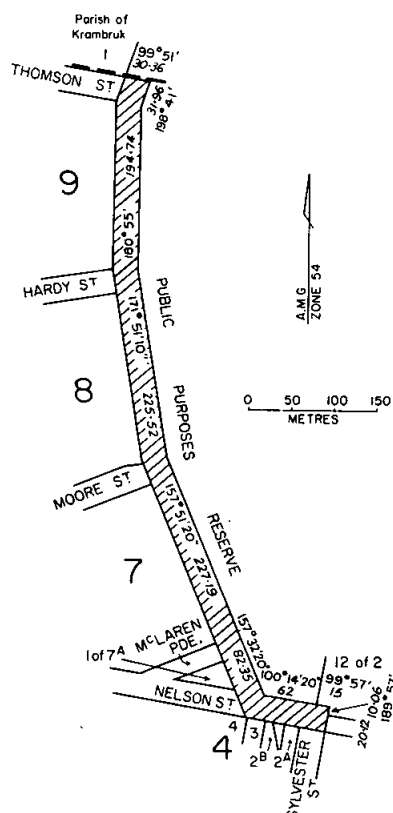 Parish of
Krambruk
1
99°51'
30·36
THOMSON ST.
31·96
198°41'
9
194·74
180°55'
HARDY ST.
171°51'10"
PUBLIC
A.M.G
ZONE 54
8
225·52
PURPOSES
0 50 100 150
METRES
MOORE ST.
157°51'20"
227·19
RESERVE
7
McLAREN
PDE.
1 of 7A
NELSON ST.
82·35
157°32'20"
100°14'20"
62
99°57'
15
12 of 2
10·06
189°57'
20·12
4
4
3
2B
2A
SYLVESTER
ST